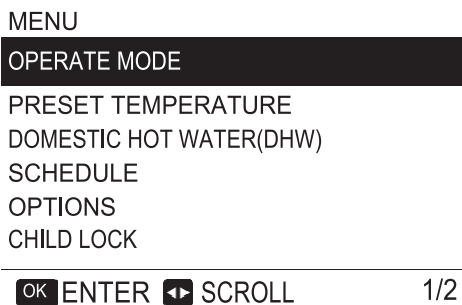 MENU
OPERATE MODE
PRESET TEMPERATURE
DOMESTIC HOT WATER(DHW)
SCHEDULE
OPTIONS
CHILD LOCK
OK ENTER SCROLL 1/2